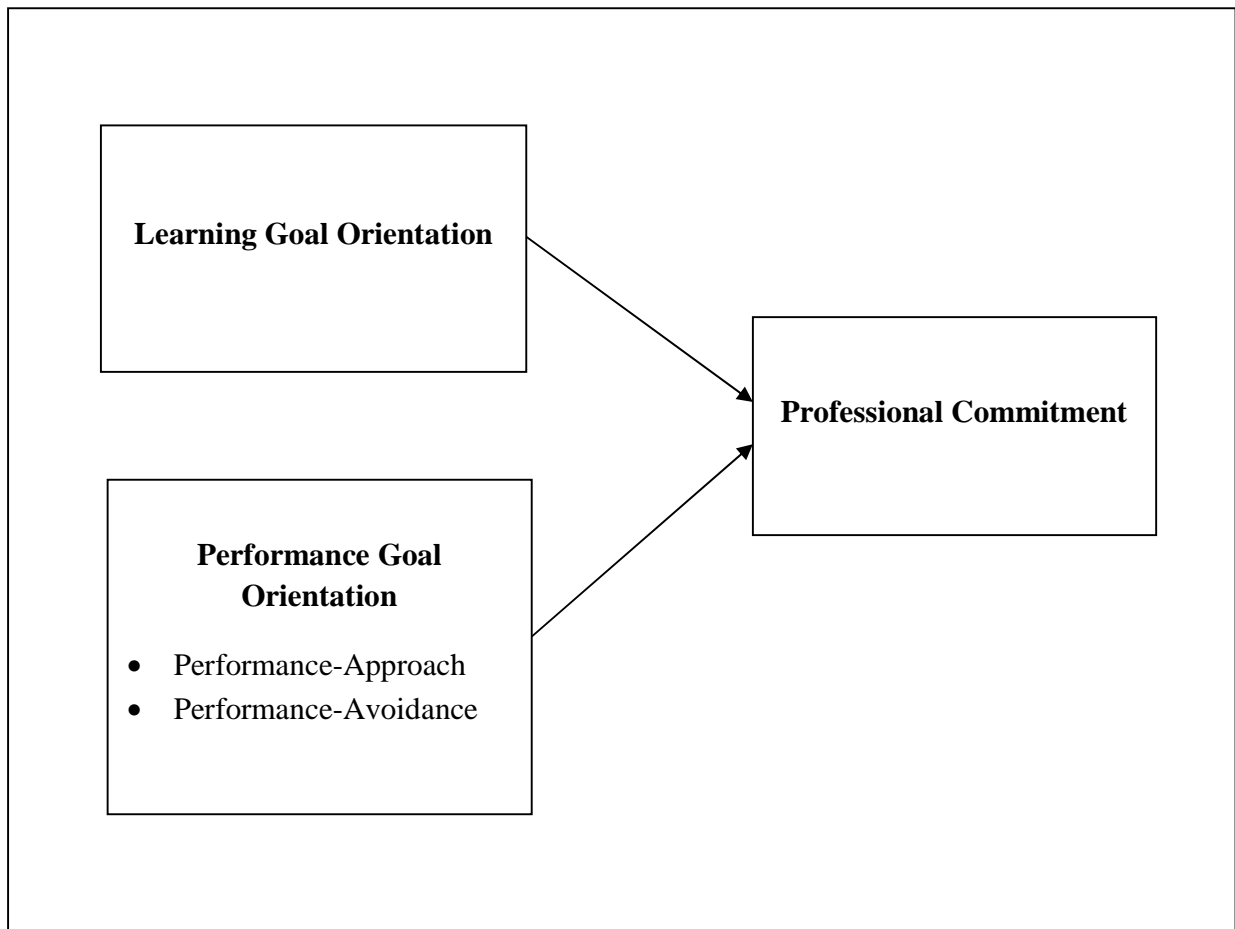 Learning Goal Orientation
Professional Commitment
Performance Goal
Orientation
• Performance-Approach
• Performance-Avoidance